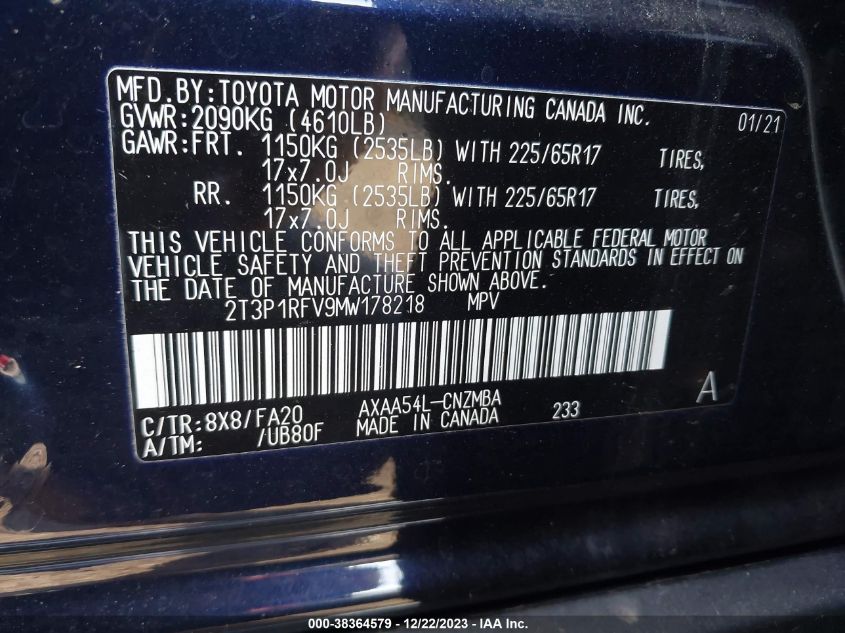 MFD.BY:TOYOTA MOTOR MANUFACTURING CANADA INC. 01/21
GVWR:2090KG (4610LB)
GAWR:FRT. 1150KG (2535LB) WITH 225/65R17 TIRES,
17x7.0J RIMS.
RR. 1150KG (2535LB) WITH 225/65R17 TIRES,
17x7.0J RIMS.
THIS VEHICLE CONFORMS TO ALL APPLICABLE FEDERAL MOTOR
VEHICLE SAFETY AND THEFT PREVENTION STANDARDS IN EFFECT ON
THE DATE OF MANUFACTURE SHOWN ABOVE.
2T3P1RFV9MW178218 MPV
C/TR:8X8/FA20 AXAA54L-CNZMBA 233 A
A/TM: /UB80F MADE IN CANADA
000-38364579 – 12/22/2023 – IAA Inc.